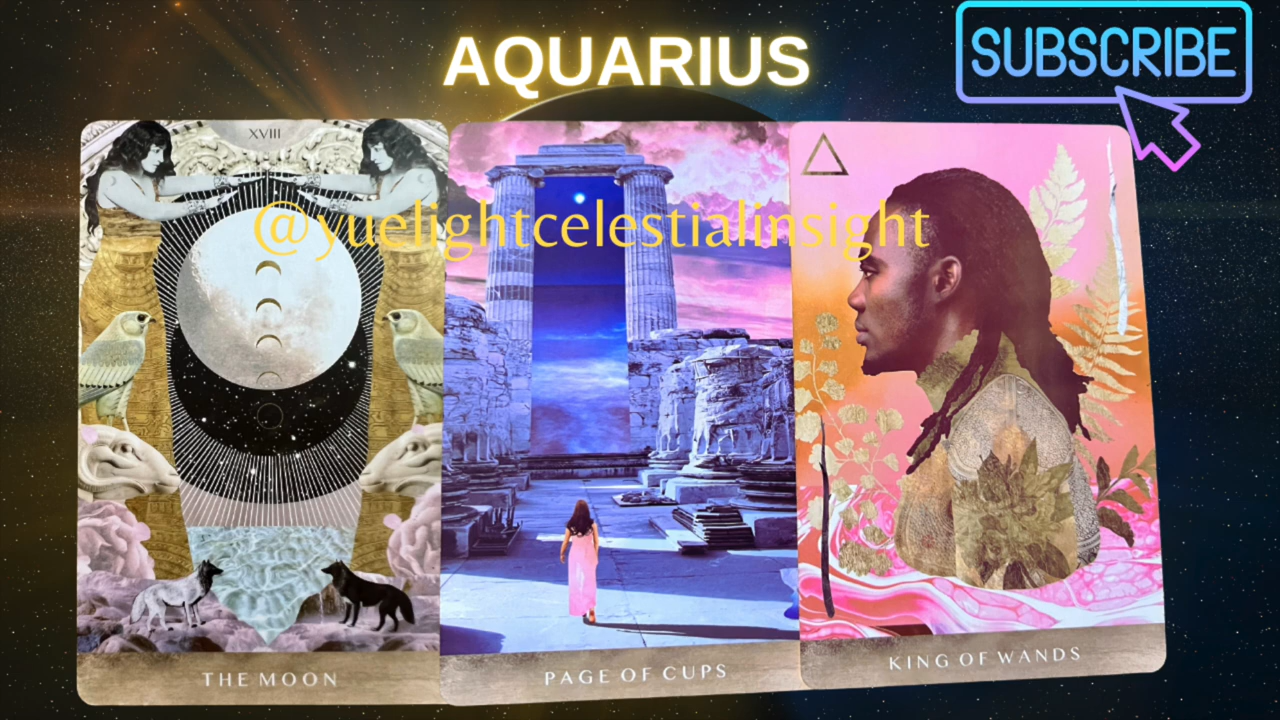 AQUARIUS
SUBSCRIBE
XVIII
@yuelightcelestialinsight
THE MOON
PAGE OF CUPS
KING OF WANDS